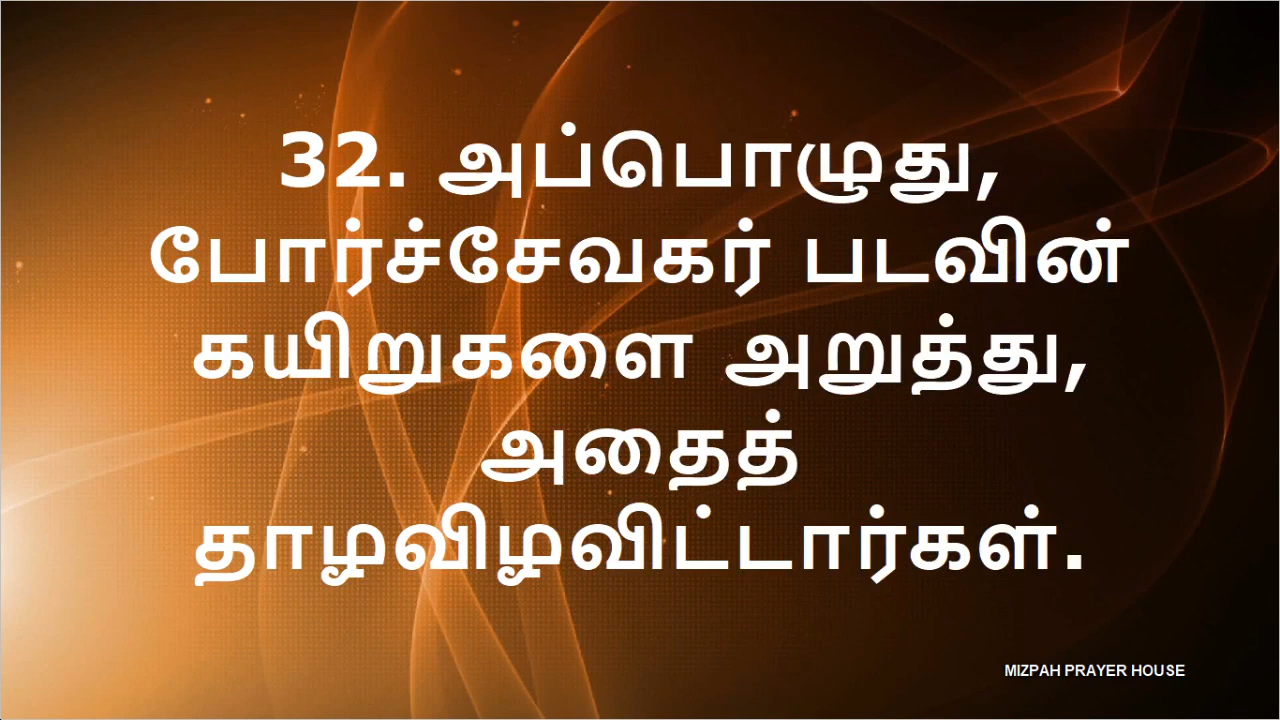 32. அப்பொழுது,
போர்ச்சேவகர் படவின்
கயிறுகளை அறுத்து,
அதைத்
தாழவிழவிட்டார்கள்.
MIZPAH PRAYER HOUSE